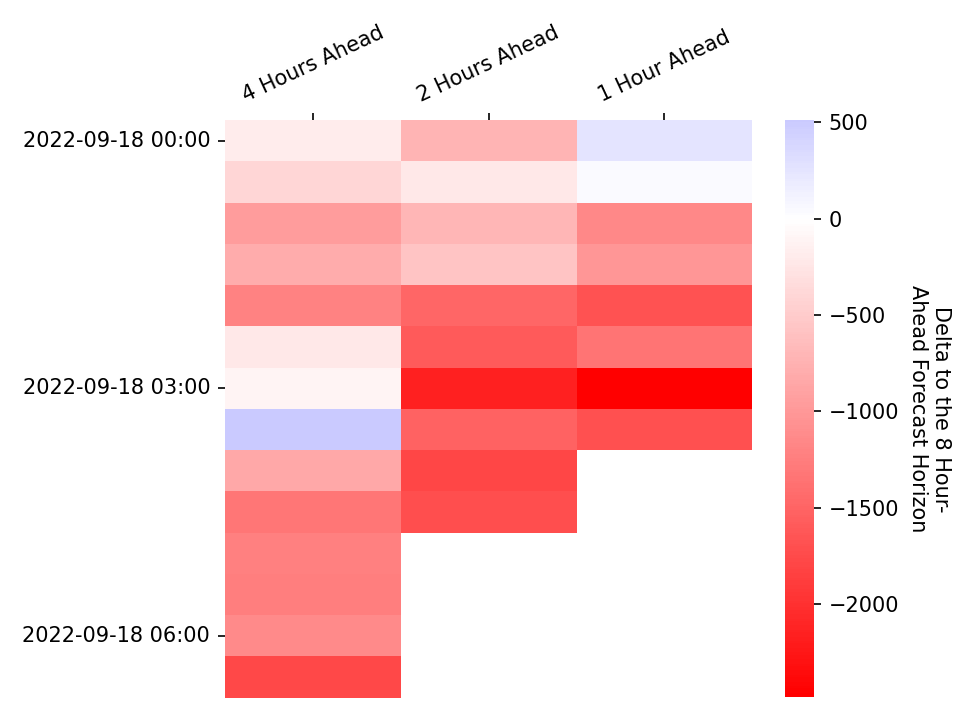 4 Hours Ahead
2 Hours Ahead
1 Hour Ahead
2022-09-18 00:00
2022-09-18 03:00
2022-09-18 06:00
500
0
−500
−1000
−1500
−2000
Delta to the 8 Hour-
Ahead Forecast Horizon